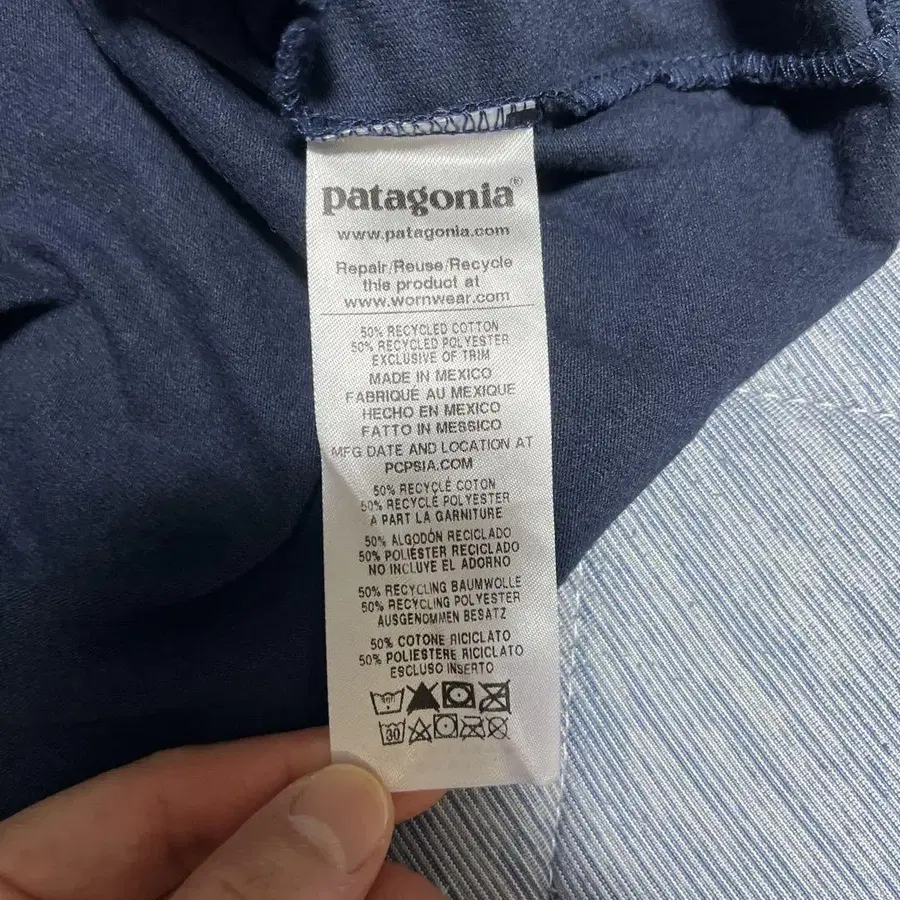 patagonia®
www.patagonia.com
Repair/Reuse/Recycle
this product at
www.wornwear.com
50% RECYCLED COTTON
50% RECYCLED POLYESTER
EXCLUSIVE OF TRIM
MADE IN MEXICO
FABRIQUÉ AU MEXIQUE
HECHO EN MEXICO
FATTO IN MESSICO
MFG DATE AND LOCATION AT
PCPSIA.COM
50% RECYCLÉ COTON
50% RECYCLÉ POLYESTER
A PART LA GARNITURE
50% ALGODÓN RECICLADO
50% POLIÉSTER RECICLADO
NO INCLUYE EL ADORNO
50% RECYCLING BAUMWOLLE
50% RECYCLING POLYESTER
AUSGENOMMEN BESATZ
50% COTONE RICICLATO
50% POLIESTERE RICICLATO
ESCLUSO INSERTO
30